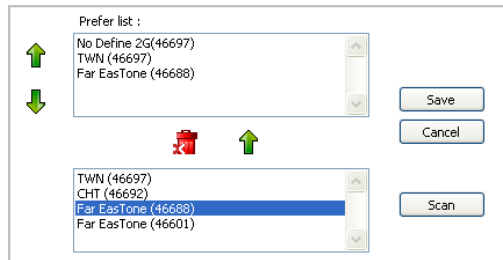 Prefer list :
No Define 2G(46697)
TWN (46697)
Far EasTone (46688)
Save
Cancel
TWN (46697)
CHT (46692)
Far EasTone (46688)
Far EasTone (46601)
Scan